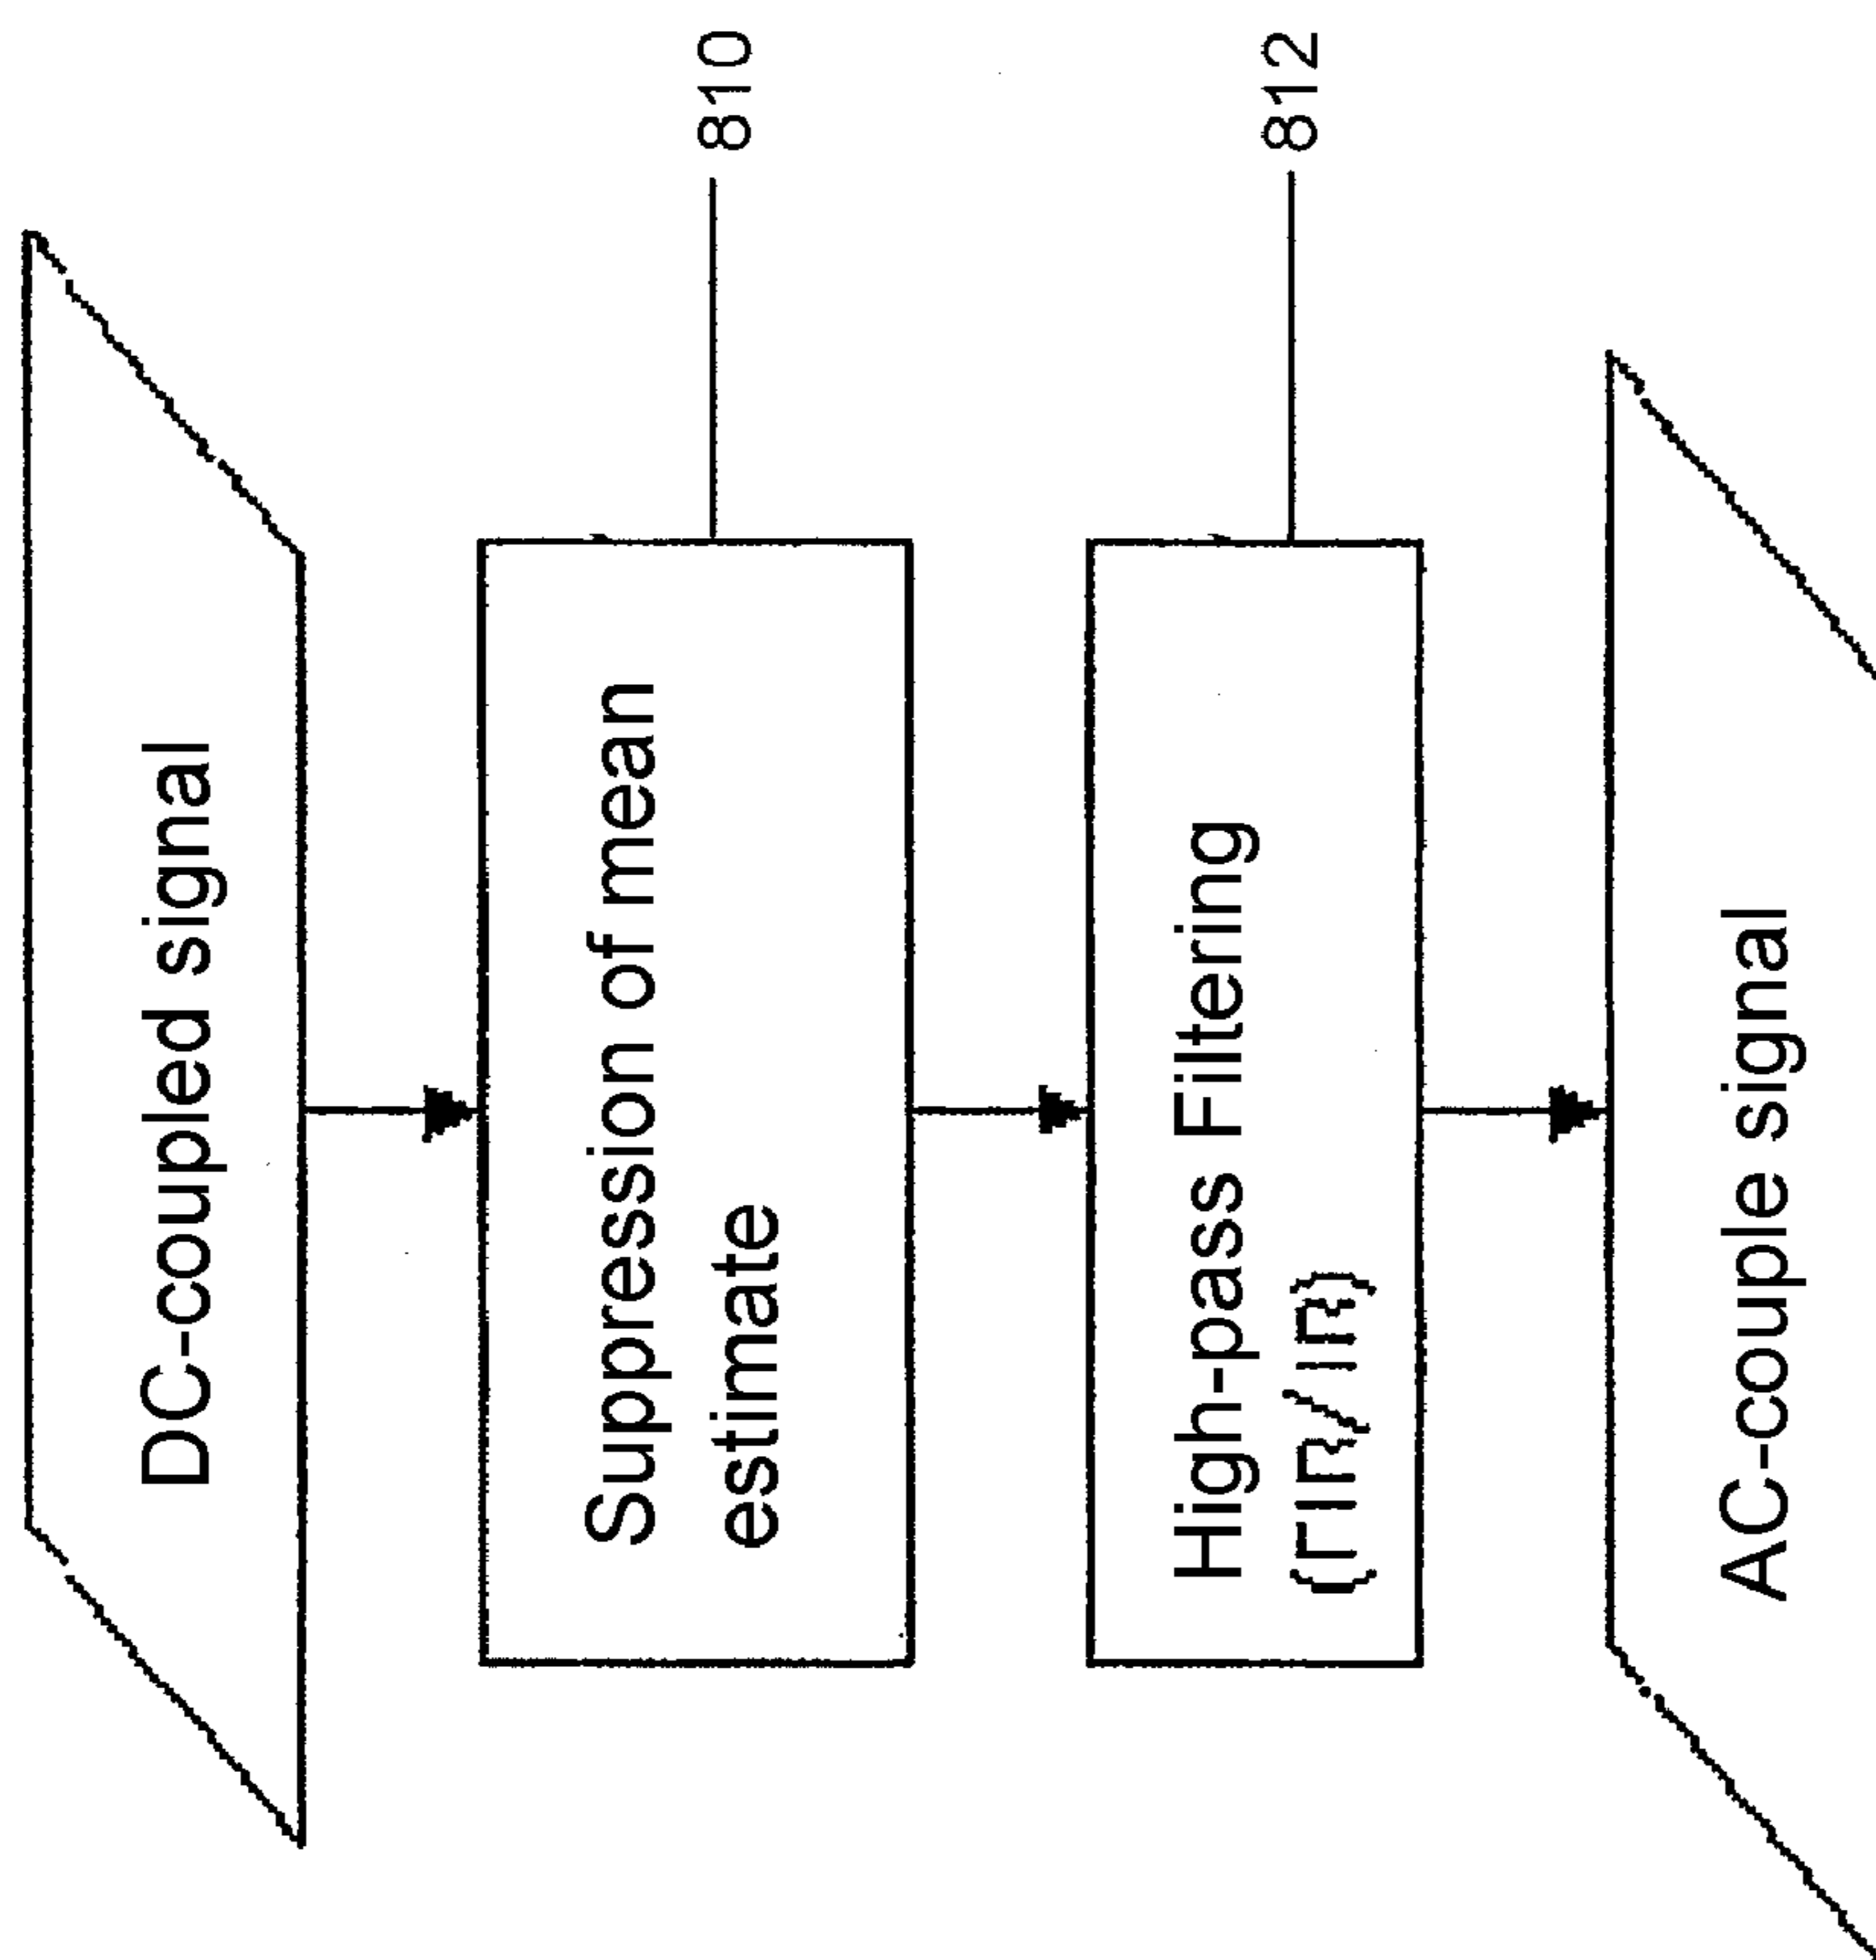 DC-coupled signal
Suppression of mean
estimate
810
High-pass Filtering
(FIR/IIR)
812
AC-couple signal